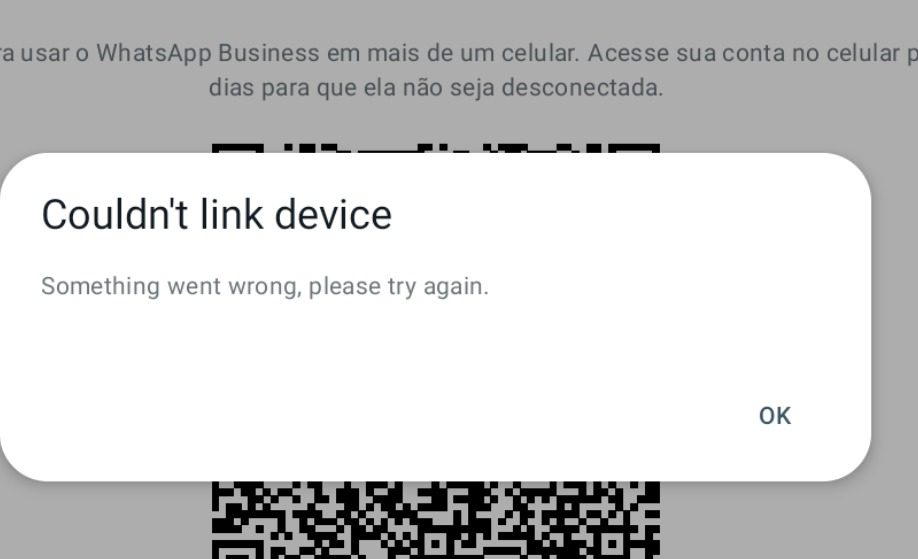 usar o WhatsApp Business em mais de um celular. Acesse sua conta no celular
dias para que ela não seja desconectada.
Couldn't link device
Something went wrong, please try again.
OK